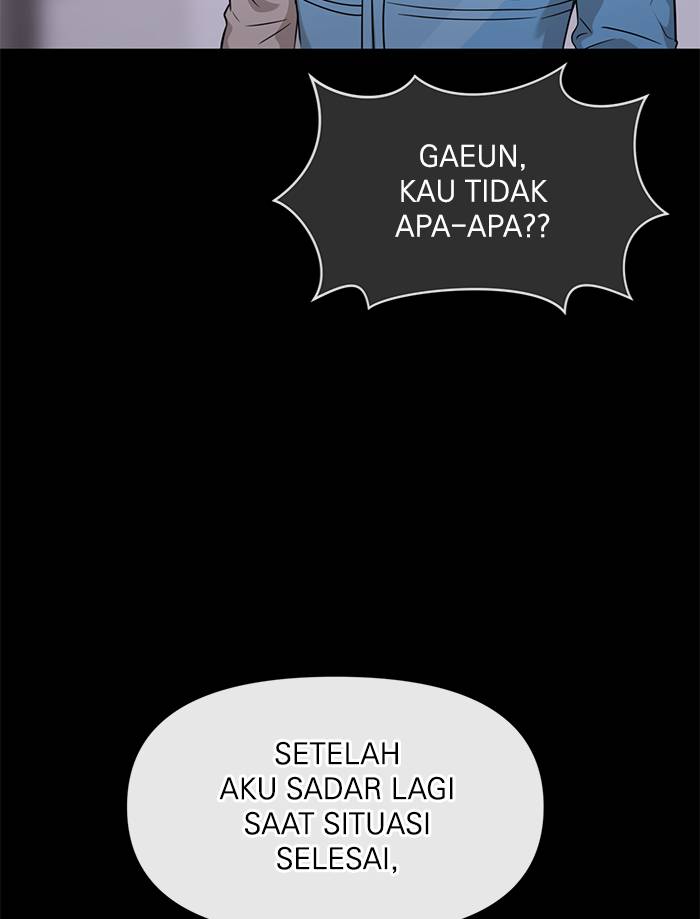 GAEUN,
KAU TIDAK
APA-APA??
SETELAH
AKU SADAR LAGI
SAAT SITUASI
SELESAI,